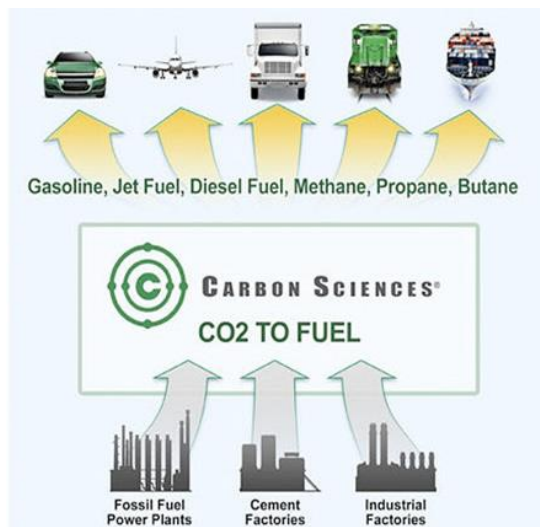 Gasoline, Jet Fuel, Diesel Fuel, Methane, Propane, Butane
C CARBON SCIENCES®
CO2 TO FUEL
Fossil Fuel Power Plants
Cement Factories
Industrial Factories